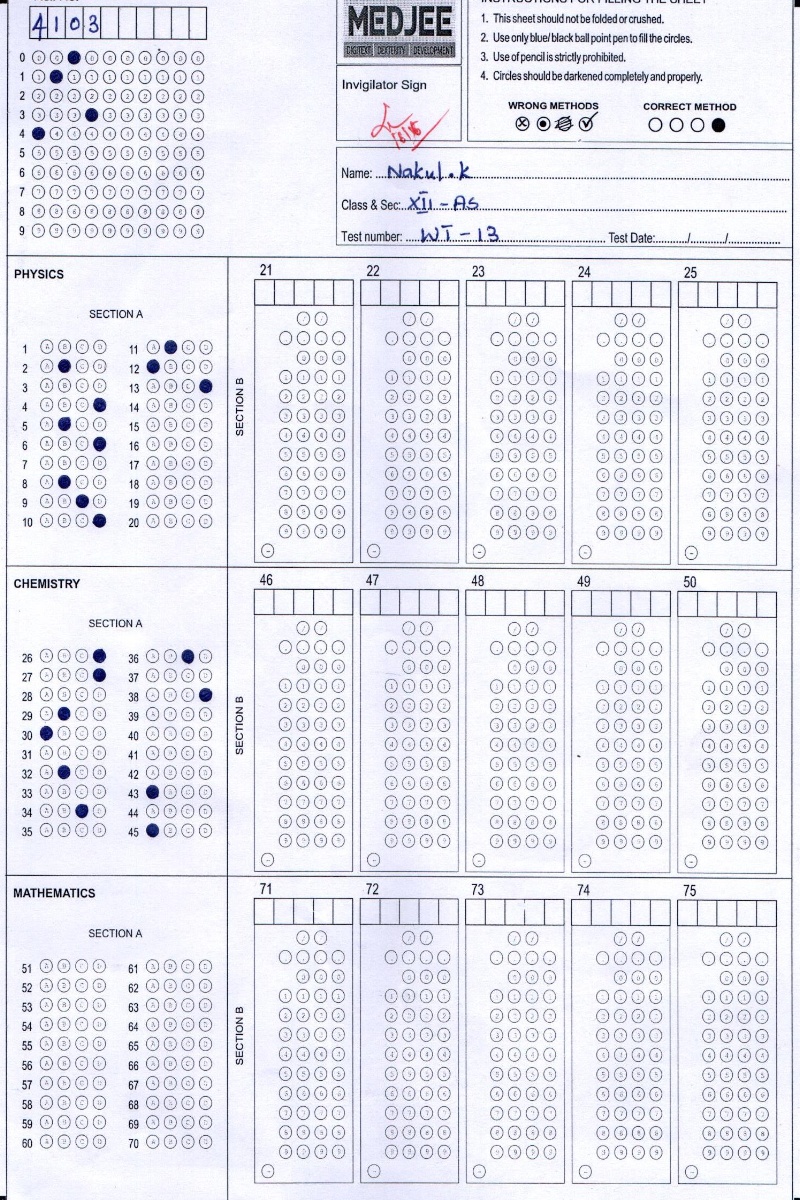 4103
0
1
2
3
4
5
6
7
8
9
MEDJEE
DIGITEXT DEXTERITY DEVELOPMENT
Invigilator Sign
INSTRUCTIONS FOR FILLING THE SHEET
1. This sheet should not be folded or crushed.
2. Use only blue/ black ball point pen to fill the circles.
3. Use of pencil is strictly prohibited.
4. Circles should be darkened completely and properly.
WRONG METHODS CORRECT METHOD
Name: Nakul.K
Class & Sec: XII - AS
Test number: WT - 13 Test Date: / /
PHYSICS
SECTION A
1 11
2 12
3 13
4 14
5 15
6 16
7 17
8 18
9 19
10 20
SECTION B
21 22 23 24 25
CHEMISTRY
SECTION A
26 36
27 37
28 38
29 39
30 40
31 41
32 42
33 43
34 44
35 45
SECTION B
46 47 48 49 50
MATHEMATICS
SECTION A
51 61
52 62
53 63
54 64
55 65
56 66
57 67
58 68
59 69
60 70
SECTION B
71 72 73 74 75